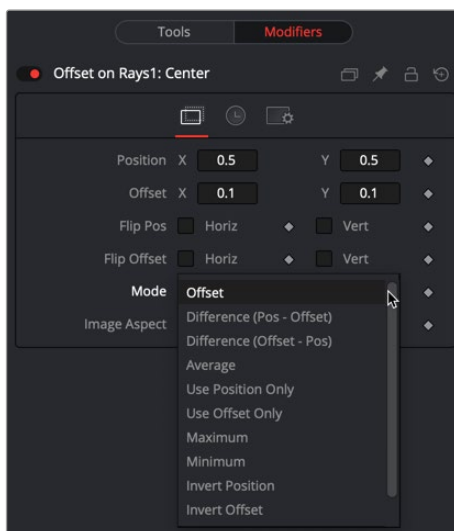 Tools Modifiers
Offset on Rays1: Center
Position X 0.5 Y 0.5
Offset X 0.1 Y 0.1
Flip Pos Horiz Vert
Flip Offset Horiz Vert
Mode Offset
Difference (Pos - Offset)
Image Aspect Difference (Offset - Pos)
Average
Use Position Only
Use Offset Only
Maximum
Minimum
Invert Position
Invert Offset